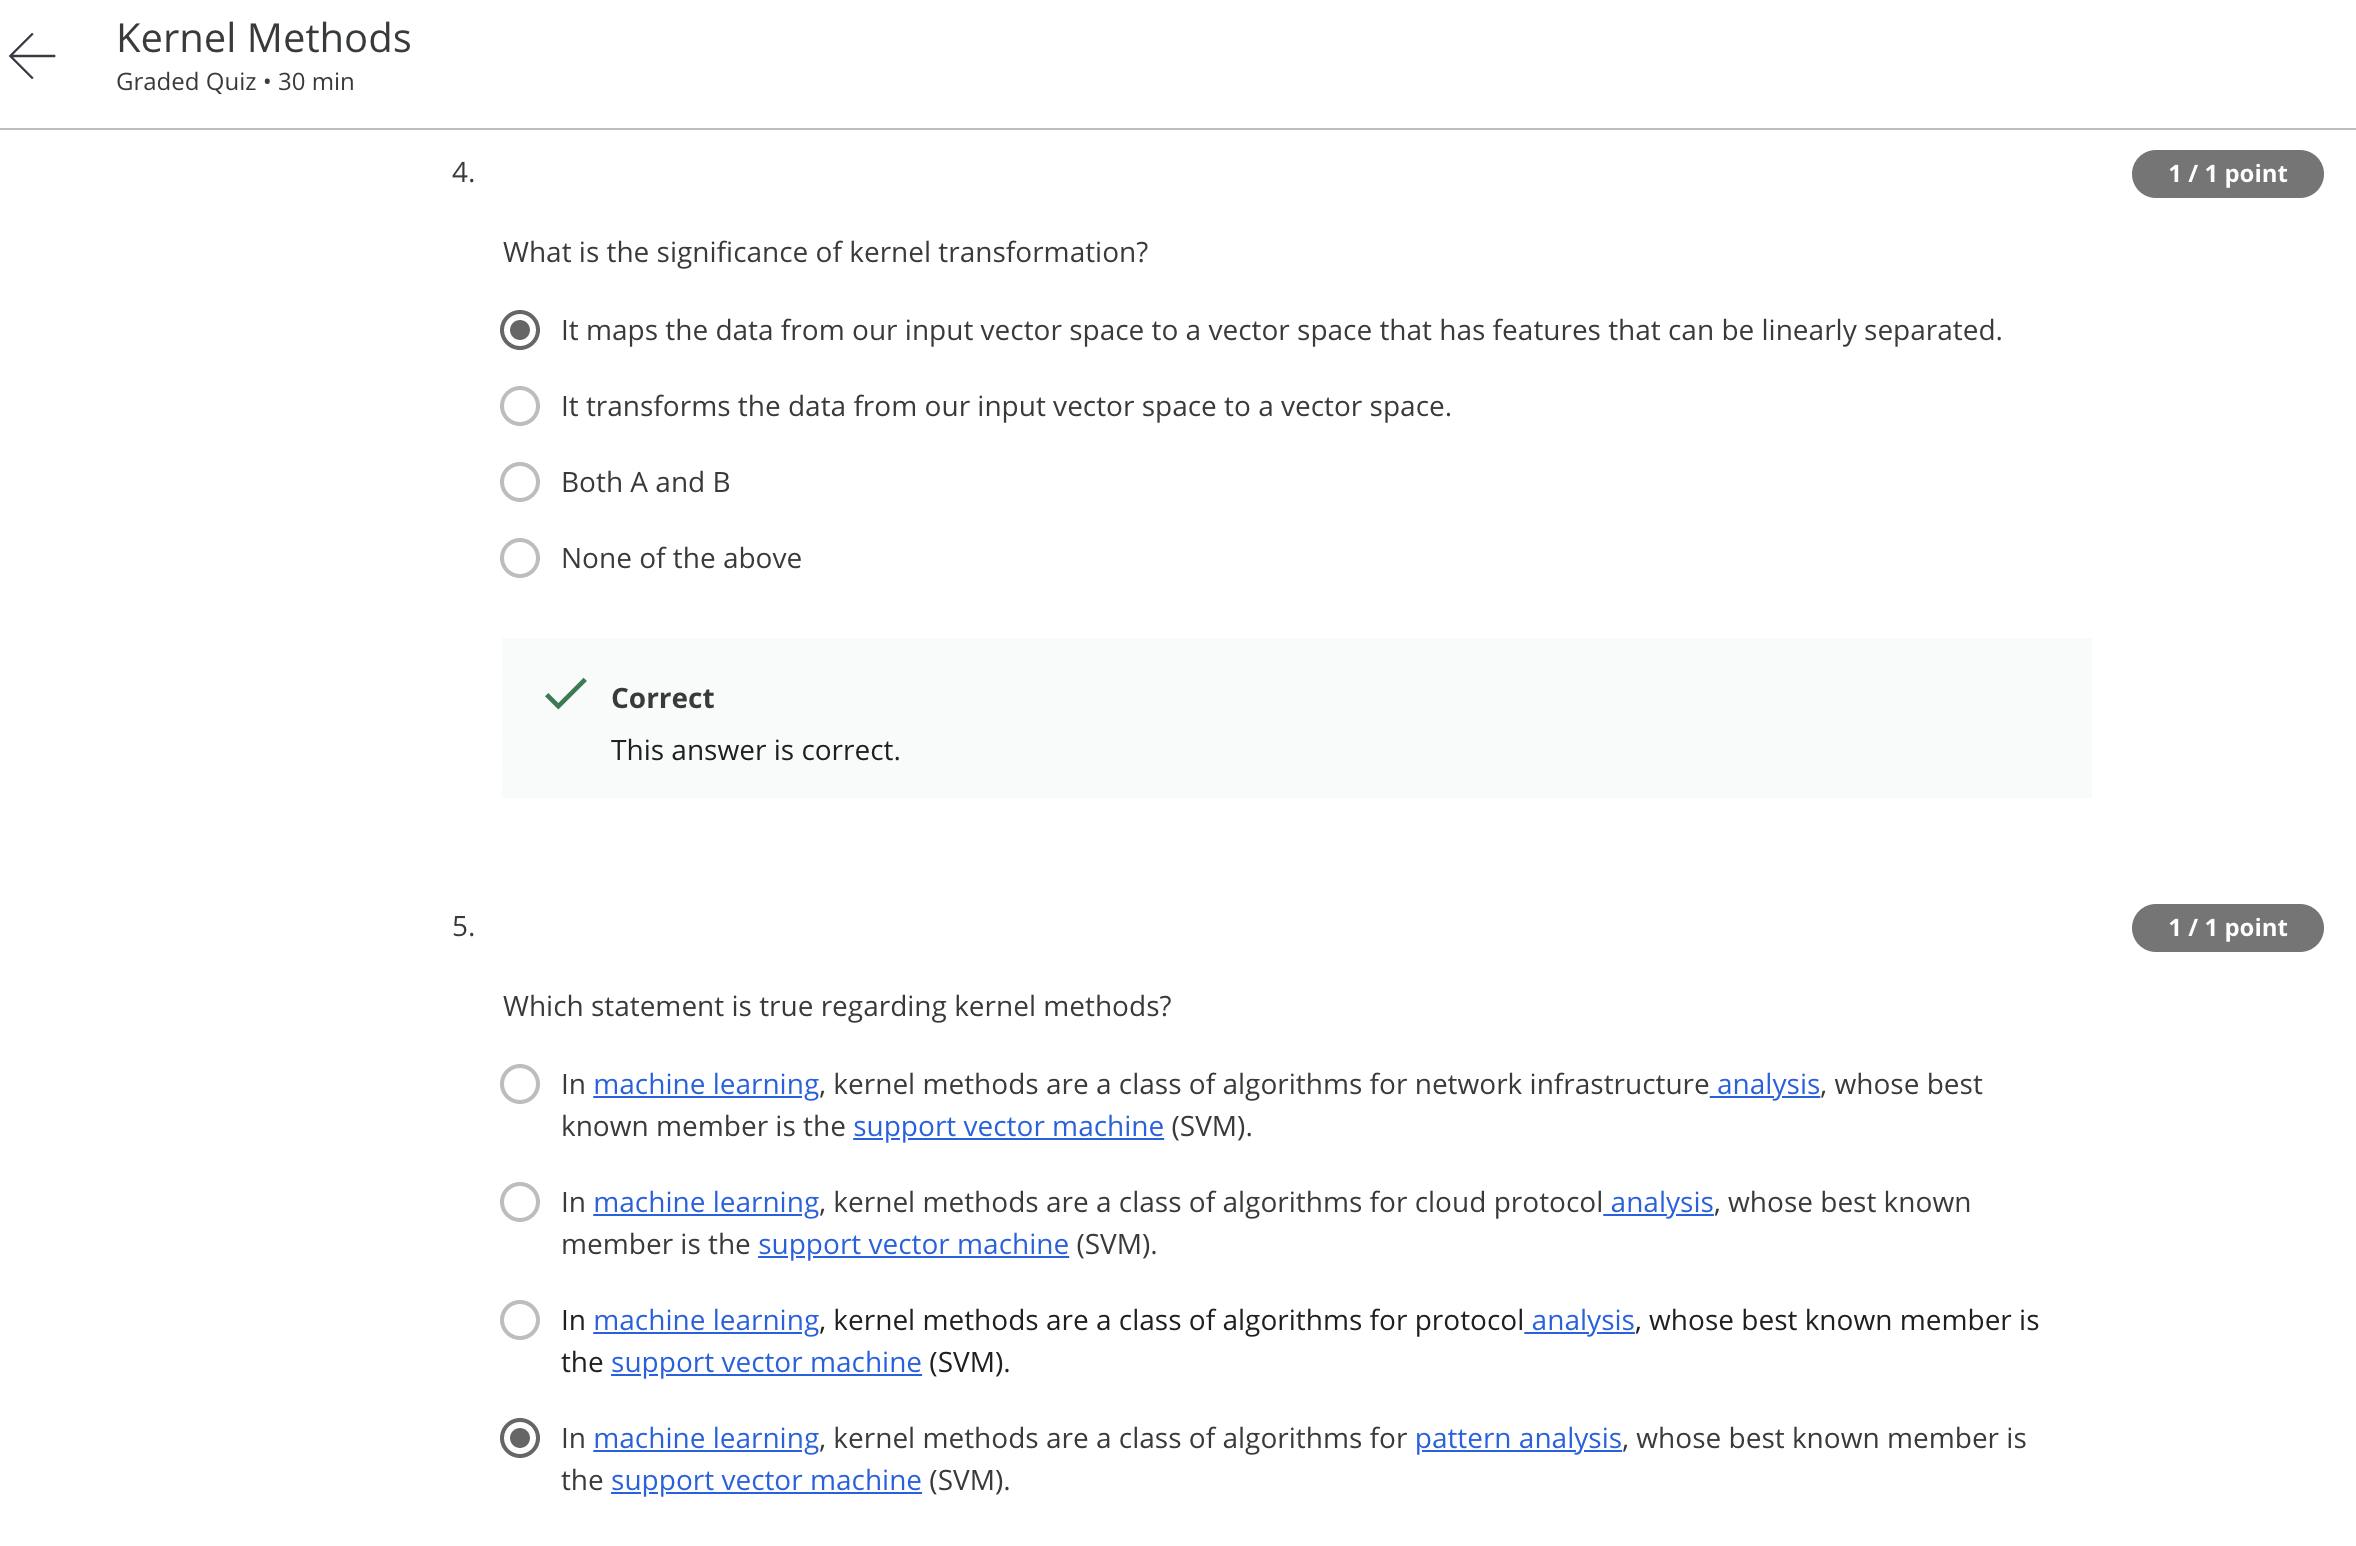 Kernel Methods
Graded Quiz • 30 min
4.
1 / 1 point
What is the significance of kernel transformation?
It maps the data from our input vector space to a vector space that has features that can be linearly separated.
It transforms the data from our input vector space to a vector space.
Both A and B
None of the above
Correct
This answer is correct.
5.
1 / 1 point
Which statement is true regarding kernel methods?
In machine learning, kernel methods are a class of algorithms for network infrastructure analysis, whose best
known member is the support vector machine (SVM).
In machine learning, kernel methods are a class of algorithms for cloud protocol analysis, whose best known
member is the support vector machine (SVM).
In machine learning, kernel methods are a class of algorithms for protocol analysis, whose best known member is
the support vector machine (SVM).
In machine learning, kernel methods are a class of algorithms for pattern analysis, whose best known member is
the support vector machine (SVM).